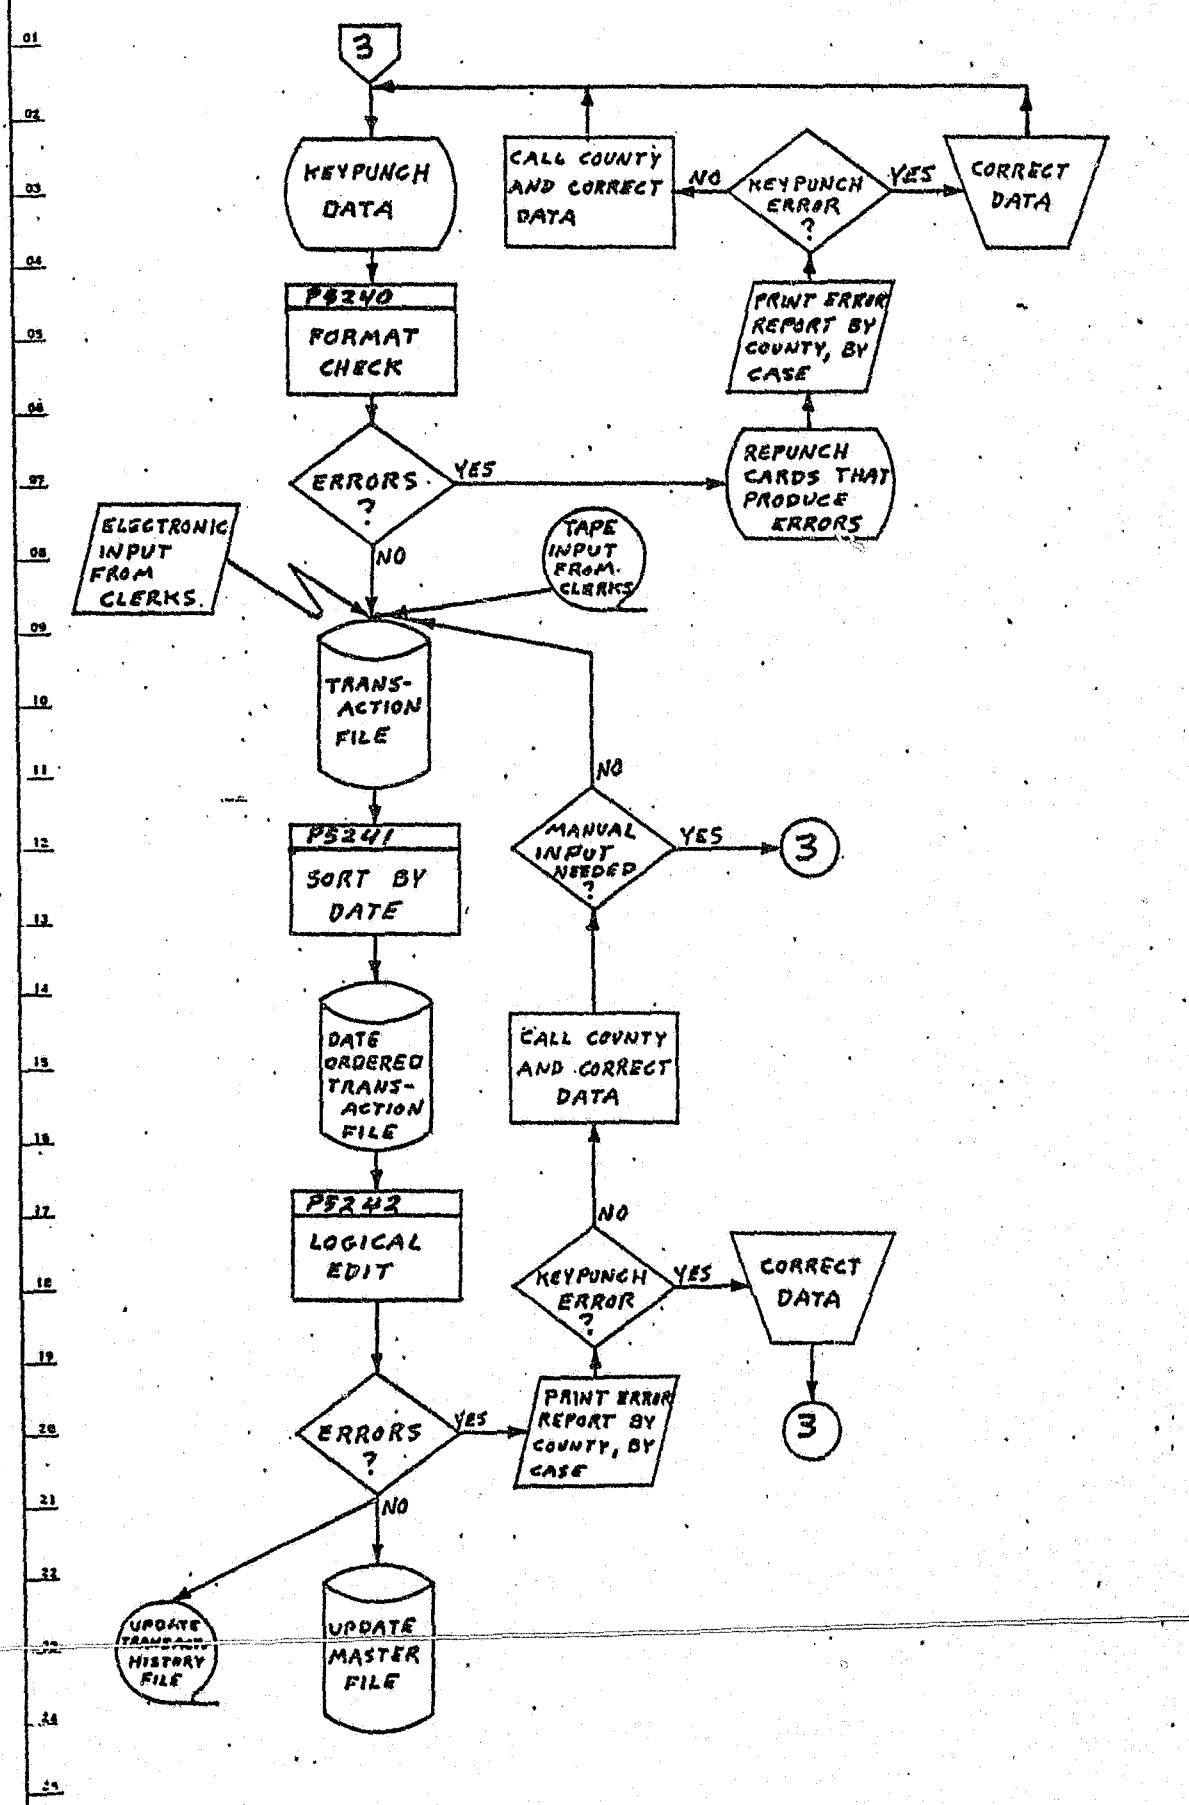 01
3
02
KEYPUNCH
DATA
CALL COUNTY
AND CORRECT
DATA
NO
KEYPUNCH
ERROR
?
YES
CORRECT
DATA
03
04
P5240
FORMAT
CHECK
PRINT ERROR
REPORT BY
COUNTY, BY
CASE
05
06
ERRORS
?
YES
REPUNCH
CARDS THAT
PRODUCE
ERRORS
07
ELECTRONIC
INPUT
FROM
CLERKS.
NO
TAPE
INPUT
FROM
CLERKS
08
09
TRANS-
ACTION
FILE
10
11
NO
P5241
SORT BY
DATE
MANUAL
INPUT
NEEDED
?
YES
3
12
13
14
DATE
ORDERED
TRANS-
ACTION
FILE
CALL COUNTY
AND CORRECT
DATA
15
16
P5242
LOGICAL
EDIT
NO
17
KEYPUNCH
ERROR
?
YES
CORRECT
DATA
18
19
ERRORS
?
YES
PRINT ERROR
REPORT BY
COUNTY, BY
CASE
3
20
21
NO
22
UPDATE
HISTORY
FILE
UPDATE
MASTER
FILE
23
24
25